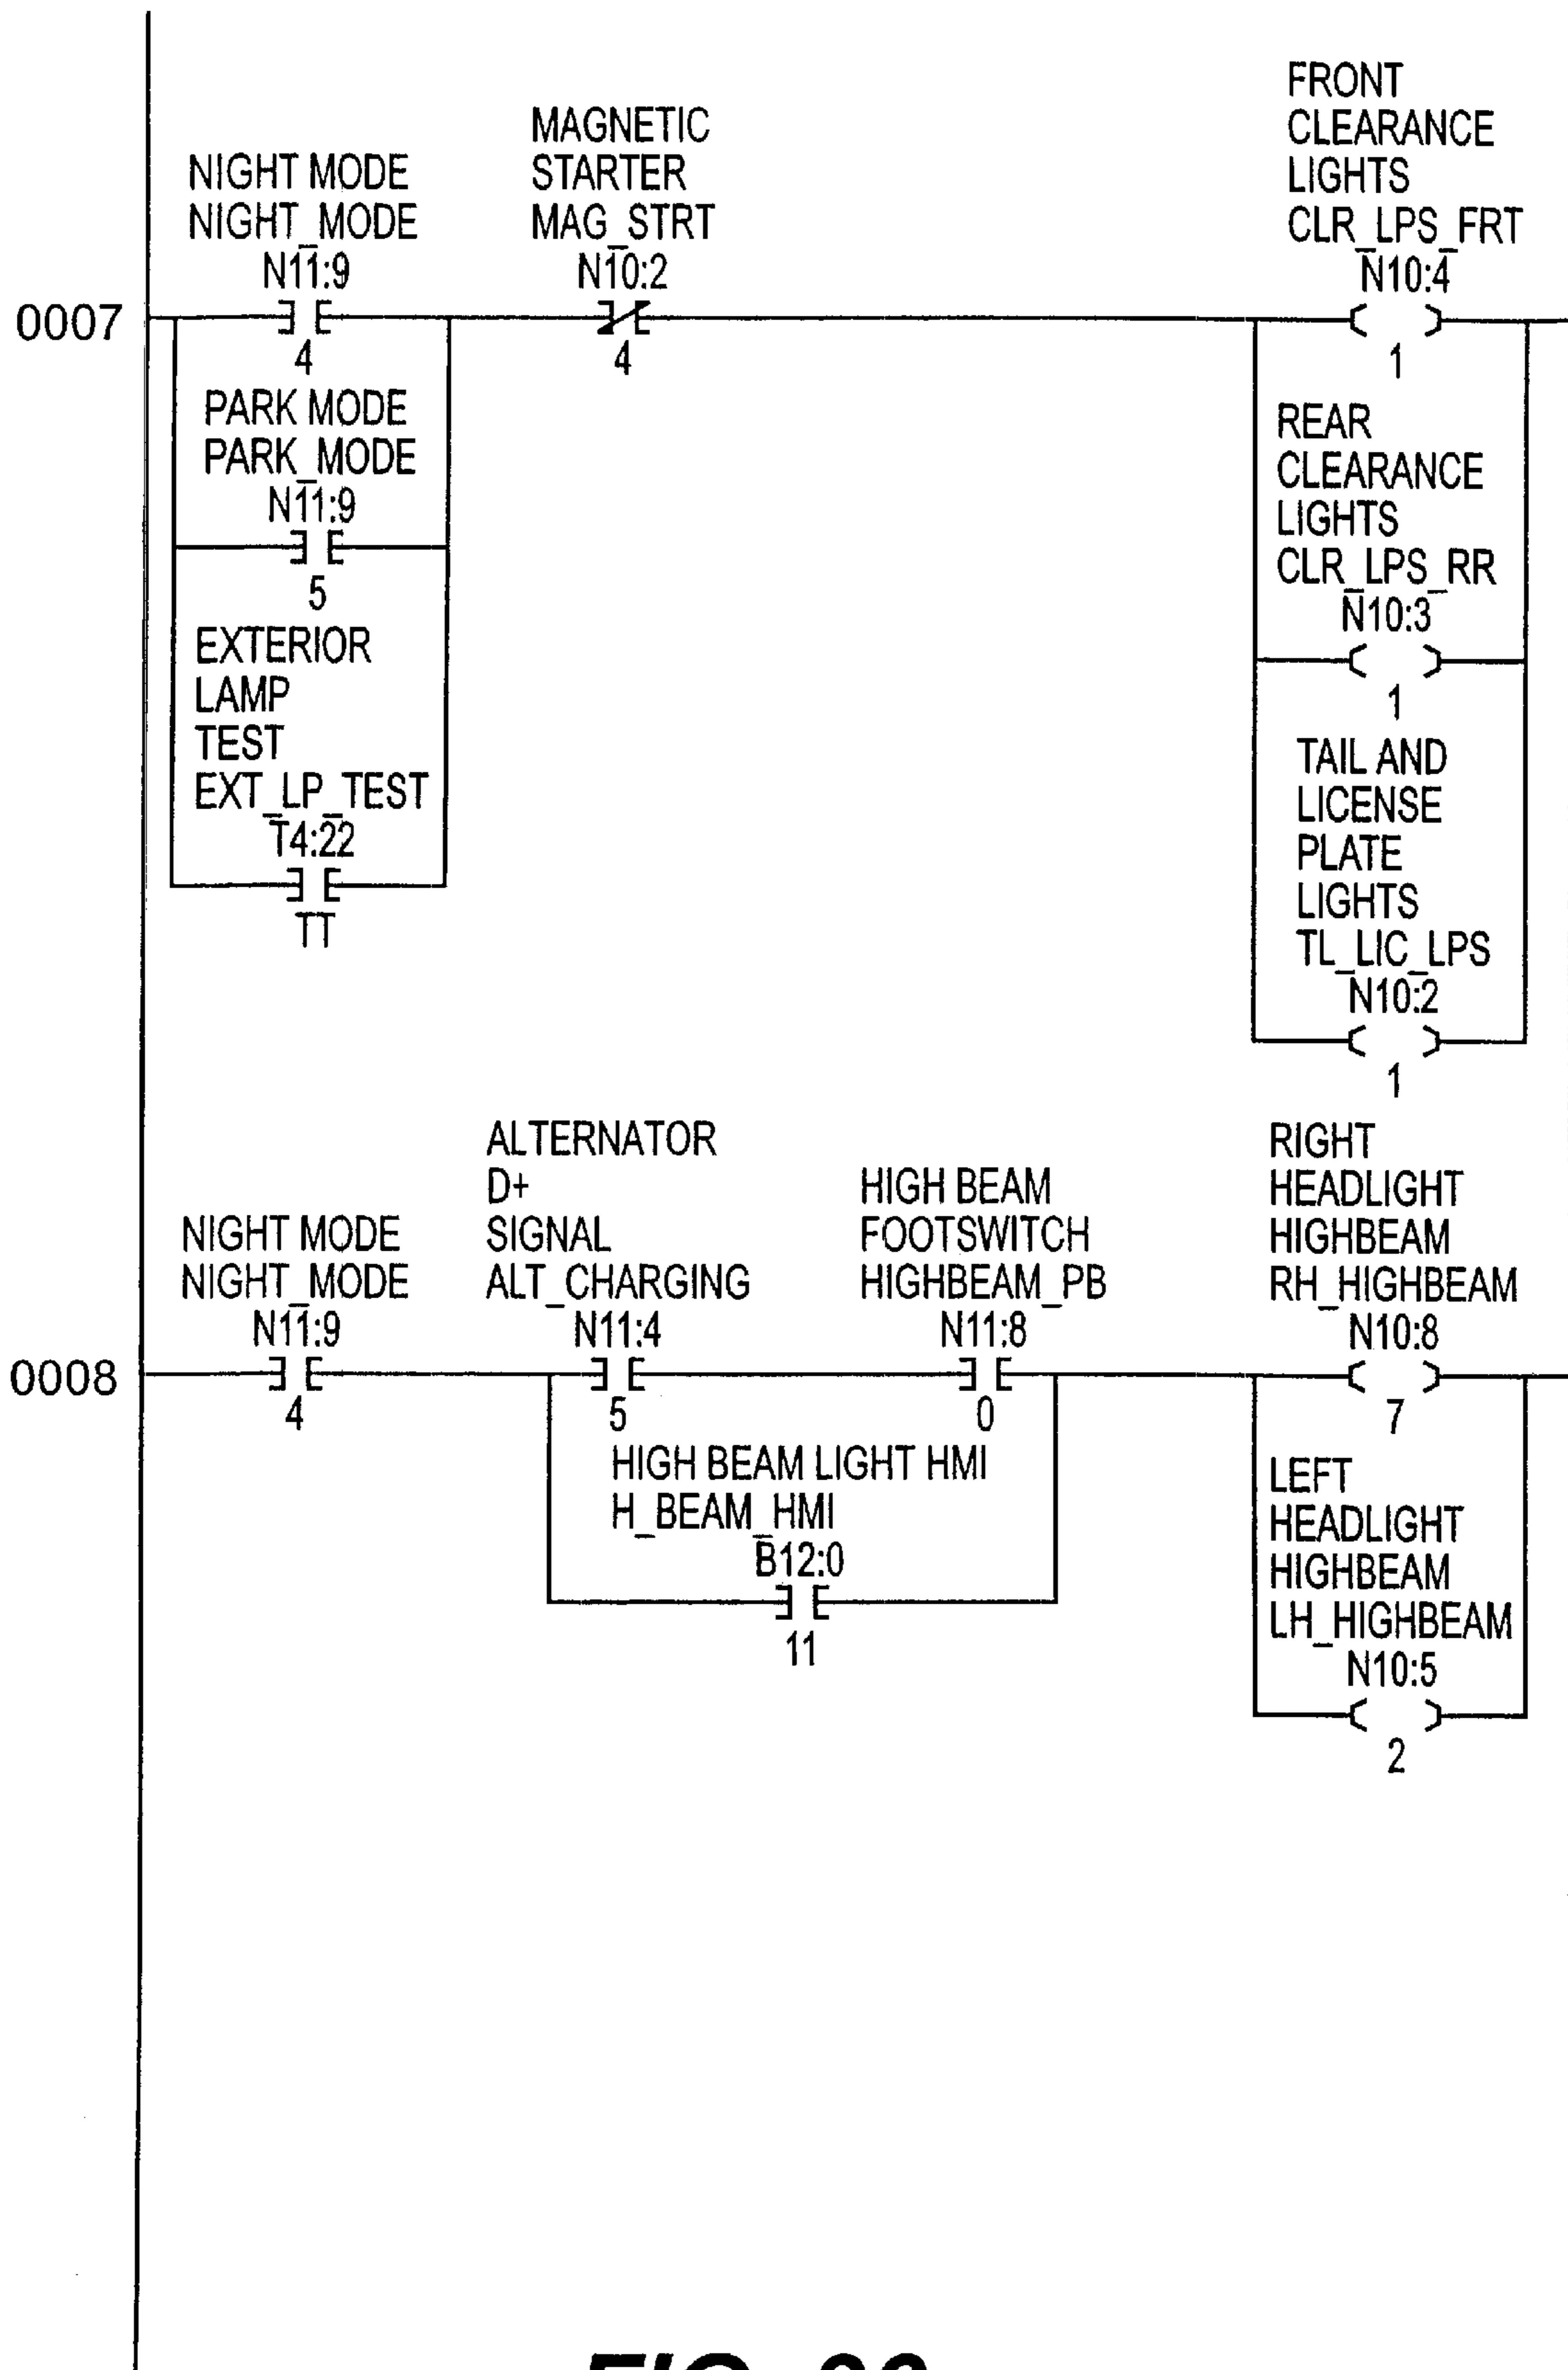 FRONT
CLEARANCE
LIGHTS
CLR_LPS_FRT
N10:4
1
MAGNETIC
STARTER
MAG_STRT
N10:2
4
NIGHT MODE
NIGHT_MODE
N11:9
4
0007
PARK MODE
PARK_MODE
N11:9
5
REAR
CLEARANCE
LIGHTS
CLR_LPS_RR
N10:3
1
EXTERIOR
LAMP
TEST
EXT_LP_TEST
T4:22
TT
TAIL AND
LICENSE
PLATE
LIGHTS
TL_LIC_LPS
N10:2
1
NIGHT MODE
NIGHT_MODE
N11:9
4
0008
ALTERNATOR
D+
SIGNAL
ALT_CHARGING
N11:4
5
HIGH BEAM
FOOTSWITCH
HIGHBEAM_PB
N11:8
0
RIGHT
HEADLIGHT
HIGHBEAM
RH_HIGHBEAM
N10:8
7
HIGH BEAM LIGHT HMI
H_BEAM_HMI
B12:0
11
LEFT
HEADLIGHT
HIGHBEAM
LH_HIGHBEAM
N10:5
2
FIG.